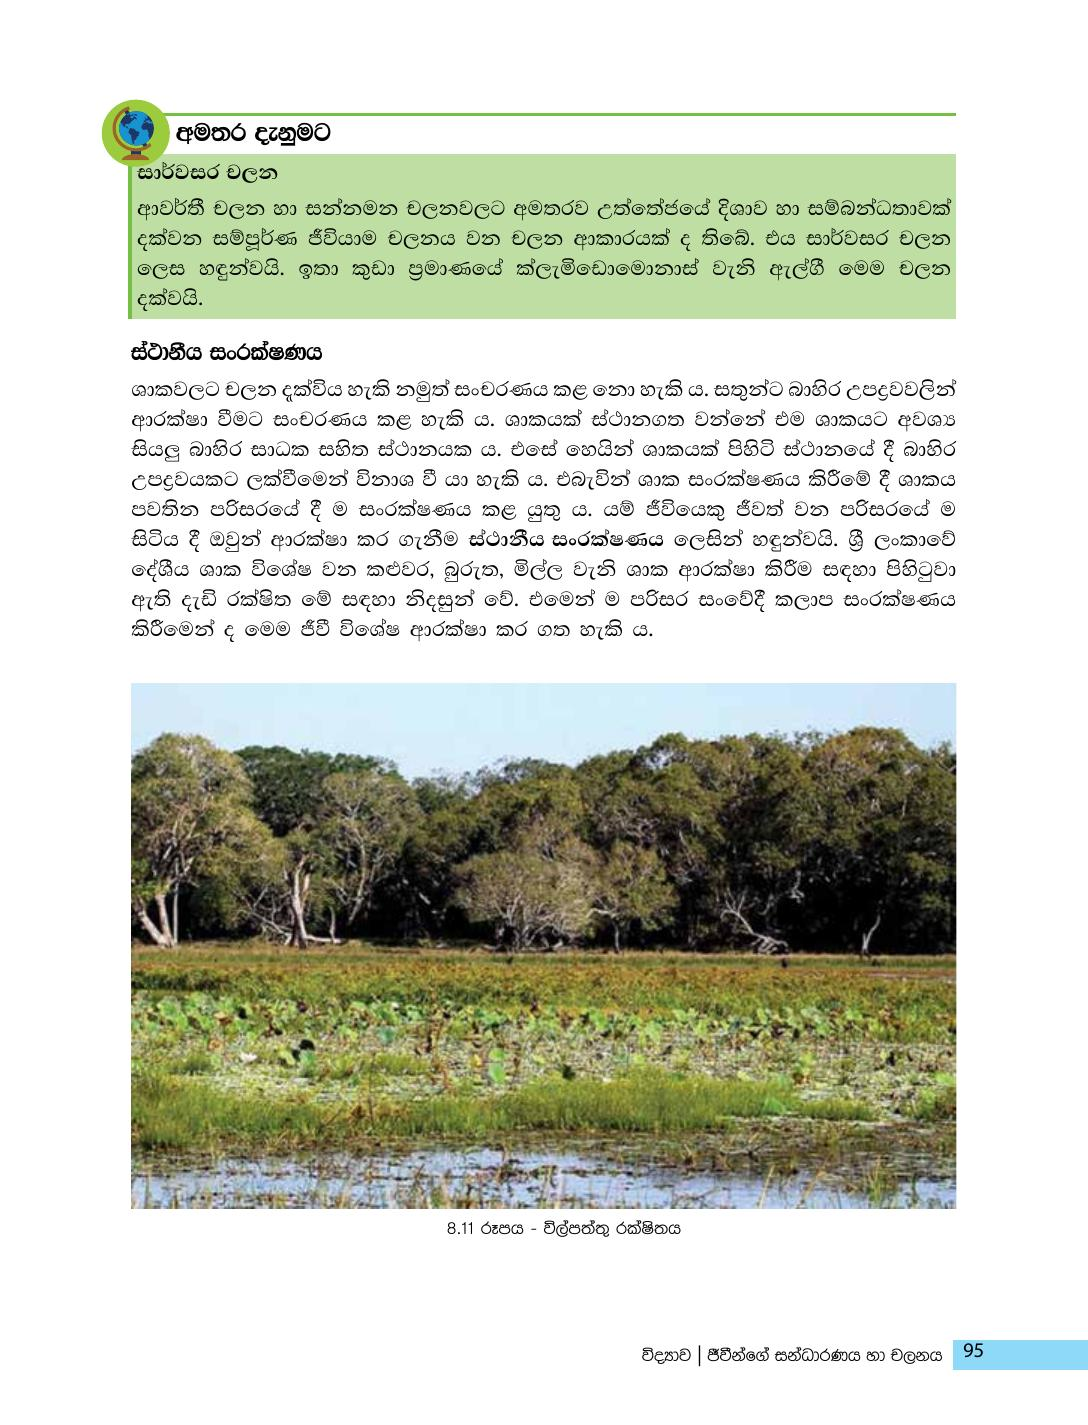 අමතර දැනුමට
සාර්වසර චලන
ආවර්තී චලන හා සන්නමන චලනවලට අමතරව උත්තේජයේ දිශාව හා සම්බන්ධතාවක්
දක්වන සම්පූර්ණ ජීවියාම චලනය වන චලන ආකාරයක් ද තිබේ. එය සාර්වසර චලන
ලෙස හඳුන්වයි. ඉතා කුඩා ප්‍රමාණයේ ක්ලැමිඩොමොනාස් වැනි ඇල්ගී මෙම චලන
දක්වයි.
ස්ථානීය සංරක්ෂණය
ශාකවලට චලන දැක්විය හැකි නමුත් සංචරණය කළ නො හැකි ය. සතුන්ට බාහිර උපද්‍රවවලින්
ආරක්ෂා වීමට සංචරණය කළ හැකි ය. ශාකයක් ස්ථානගත වන්නේ එම ශාකයට අවශ්‍ය
සියලු බාහිර සාධක සහිත ස්ථානයක ය. එසේ හෙයින් ශාකයක් පිහිටි ස්ථානයේ දී බාහිර
උපද්‍රවයකට ලක්වීමෙන් විනාශ වී යා හැකි ය. එබැවින් ශාක සංරක්ෂණය කිරීමේ දී ශාකය
පවතින පරිසරයේ දී ම සංරක්ෂණය කළ යුතු ය. යම් ජීවියෙකු ජීවත් වන පරිසරයේ ම
සිටිය දී ඔවුන් ආරක්ෂා කර ගැනීම ස්ථානීය සංරක්ෂණය ලෙසින් හඳුන්වයි. ශ්‍රී ලංකාවේ
දේශීය ශාක විශේෂ වන කළුවර, බුරුත, මිල්ල වැනි ශාක ආරක්ෂා කිරීම සඳහා පිහිටුවා
ඇති දැඩි රක්ෂිත මේ සඳහා නිදසුන් වේ. එමෙන් ම පරිසර සංවේදී කලාප සංරක්ෂණය
කිරීමෙන් ද මෙම ජීවී විශේෂ ආරක්ෂා කර ගත හැකි ය.
8.11 රූපය - විල්පත්තු රක්ෂිතය
විද්‍යාව | ජීවීන්ගේ සන්ධාරණය හා චලනය 95